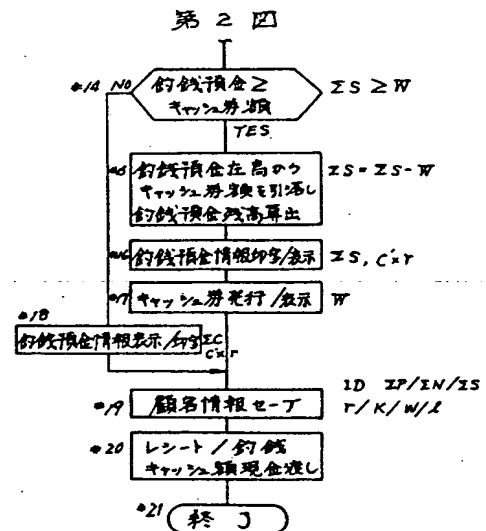 第2図
#14 NO 釣銭預金≥ ΣS ≥ W
キャッシュ券額
YES
#15 釣銭預金在高から
キャッシュ券額を引落し ΣS = ΣS - W
釣銭預金残高算出
#16 釣銭預金情報印字/表示 ΣS, C'×r
#17 キャッシュ券発行/表示 W
#18
釣銭預金情報表示/印字 ΣC
C'×r
ID ΣP/ΣN/ΣS
#19 顧客情報セーブ r/K/W/l
#20 レシート/釣銭
キャッシュ額現金渡し
#21 終了